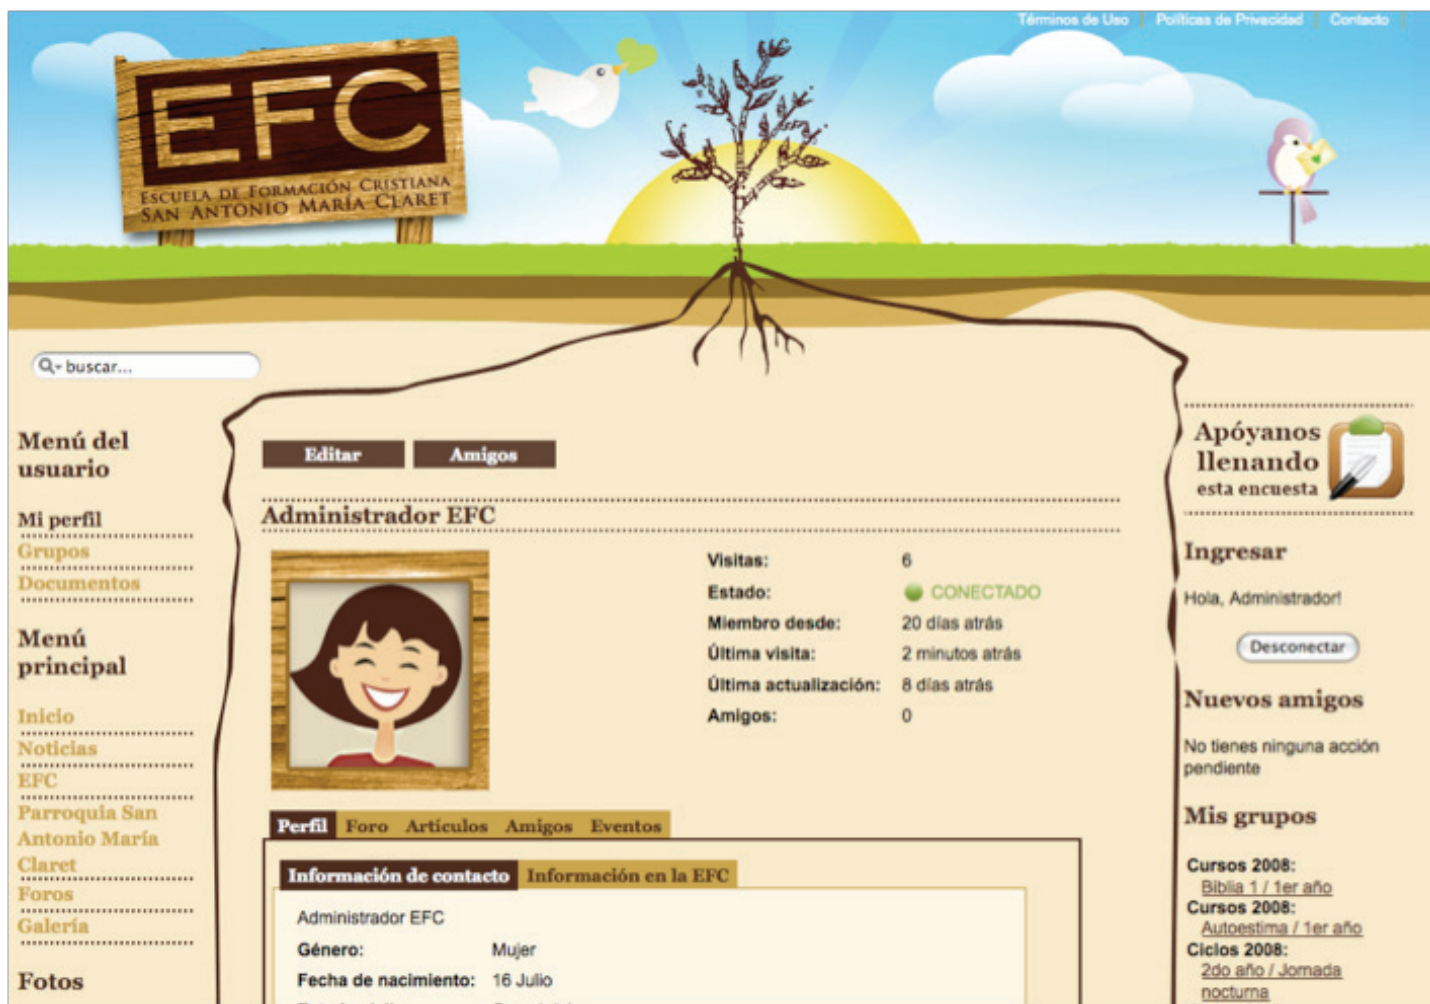 Términos de Uso
Políticas de Privacidad
Contacto
EFC
ESCUELA DE FORMACIÓN CRISTIANA
SAN ANTONIO MARÍA CLARET
buscar...
Menú del
usuario
Mi perfil
Grupos
Documentos
Menú
principal
Inicio
Noticias
EFC
Parroquia San
Antonio María
Claret
Foros
Galería
Fotos
Editar
Amigos
Administrador EFC
Visitas: 6
Estado: CONECTADO
Miembro desde: 20 días atrás
Última visita: 2 minutos atrás
Última actualización: 8 días atrás
Amigos: 0
Perfil Foro Artículos Amigos Eventos
Información de contacto Información en la EFC
Administrador EFC
Género: Mujer
Fecha de nacimiento: 16 Julio
Apóyanos
llenando
esta encuesta
Ingresar
Hola, Administrador!
Desconectar
Nuevos amigos
No tienes ninguna acción
pendiente
Mis grupos
Cursos 2008:
Biblia 1 / 1er año
Cursos 2008:
Autoestima / 1er año
Ciclos 2008:
2do año / Jornada
nocturna